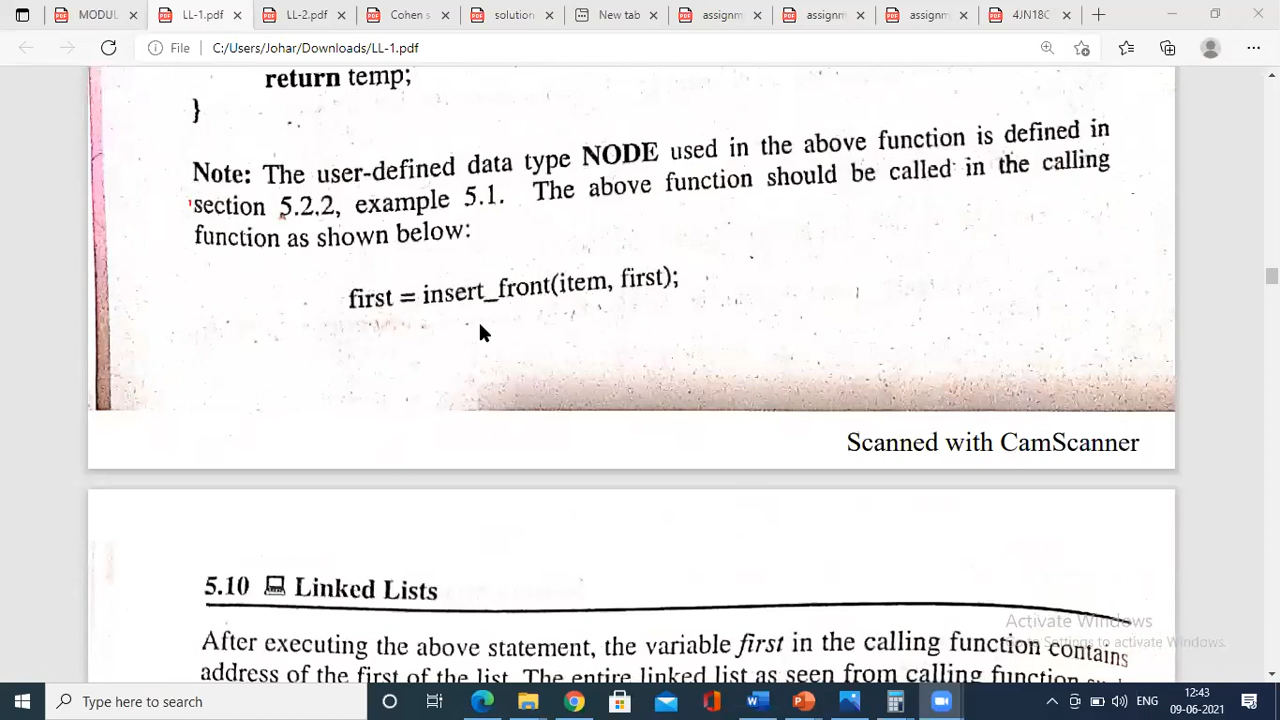 MODUL
LL-1.pdf
LL-2.pdf
Cohen s
solution
New tab
assignm
assignm
assignm
4JN18C
File
C:/Users/Johar/Downloads/LL-1.pdf
return temp;
}
Note: The user-defined data type NODE used in the above function is defined in
section 5.2.2, example 5.1. The above function should be called in the calling
function as shown below:
first = insert_front(item, first);
Scanned with CamScanner
5.10 Linked Lists
After executing the above statement, the variable first in the calling function contains
address of the first of the list. The entire linked list as seen from calling function
Activate Windows
Go to Settings to activate Windows.
Type here to search
ENG
12:43
09-06-2021